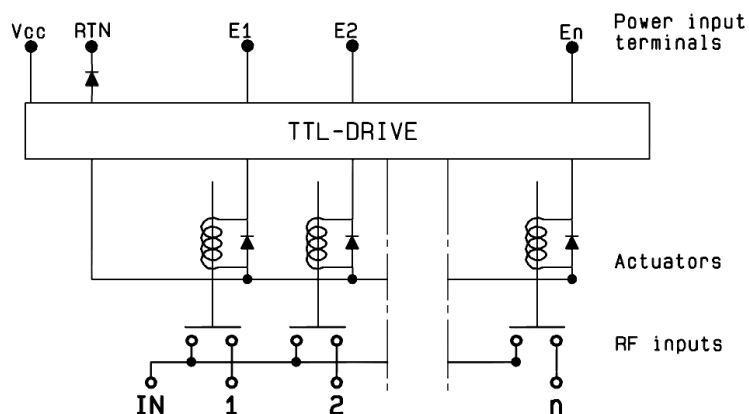 Vcc RTN E1 E2 En Power input
terminals
TTL-DRIVE
Actuators
RF inputs
IN 1 2 n